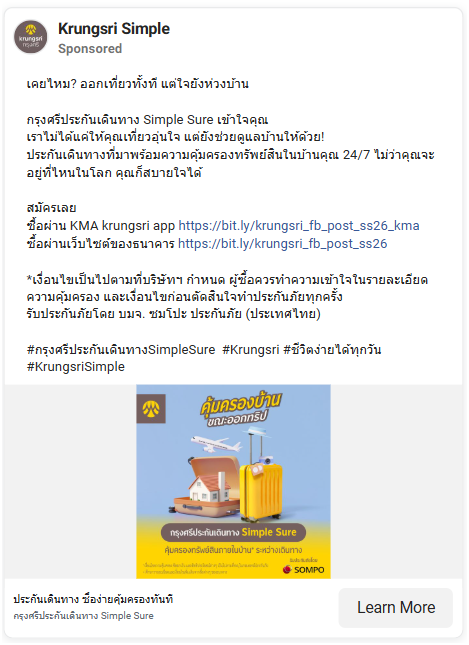 Krungsri Simple
Sponsored
เคยไหม? ออกเที่ยวทั้งที แต่ใจยังห่วงบ้าน
กรุงศรีประกันเดินทาง Simple Sure เข้าใจคุณ
เราไม่ได้แค่ให้คุณเที่ยวอุ่นใจ แต่ยังช่วยดูแลบ้านให้ด้วย!
ประกันเดินทางที่มาพร้อมความคุ้มครองทรัพย์สินในบ้านคุณ 24/7 ไม่ว่าคุณจะ
อยู่ที่ไหนในโลก คุณก็สบายใจได้
สมัครเลย
ซื้อผ่าน KMA krungsri app https://bit.ly/krungsri_fb_post_ss26_kma
ซื้อผ่านเว็บไซต์ของธนาคาร https://bit.ly/krungsri_fb_post_ss26
*เงื่อนไขเป็นไปตามที่บริษัทฯ กำหนด ผู้ซื้อควรทำความเข้าใจในรายละเอียด
ความคุ้มครอง และเงื่อนไขก่อนตัดสินใจทำประกันภัยทุกครั้ง
รับประกันภัยโดย บมจ. ซมโปะ ประกันภัย (ประเทศไทย)
#กรุงศรีประกันเดินทางSimpleSure #Krungsri #ชีวิตง่ายได้ทุกวัน
#KrungsriSimple
krungsri
กรุงศรี
คุ้มครองบ้าน
ขณะออกทริป
กรุงศรีประกันเดินทาง Simple Sure
คุ้มครองทรัพย์สินภายในบ้าน* ระหว่างเดินทาง
SOMPO
ประกันเดินทาง ซื้อง่ายคุ้มครองทันที
กรุงศรีประกันเดินทาง Simple Sure
Learn More